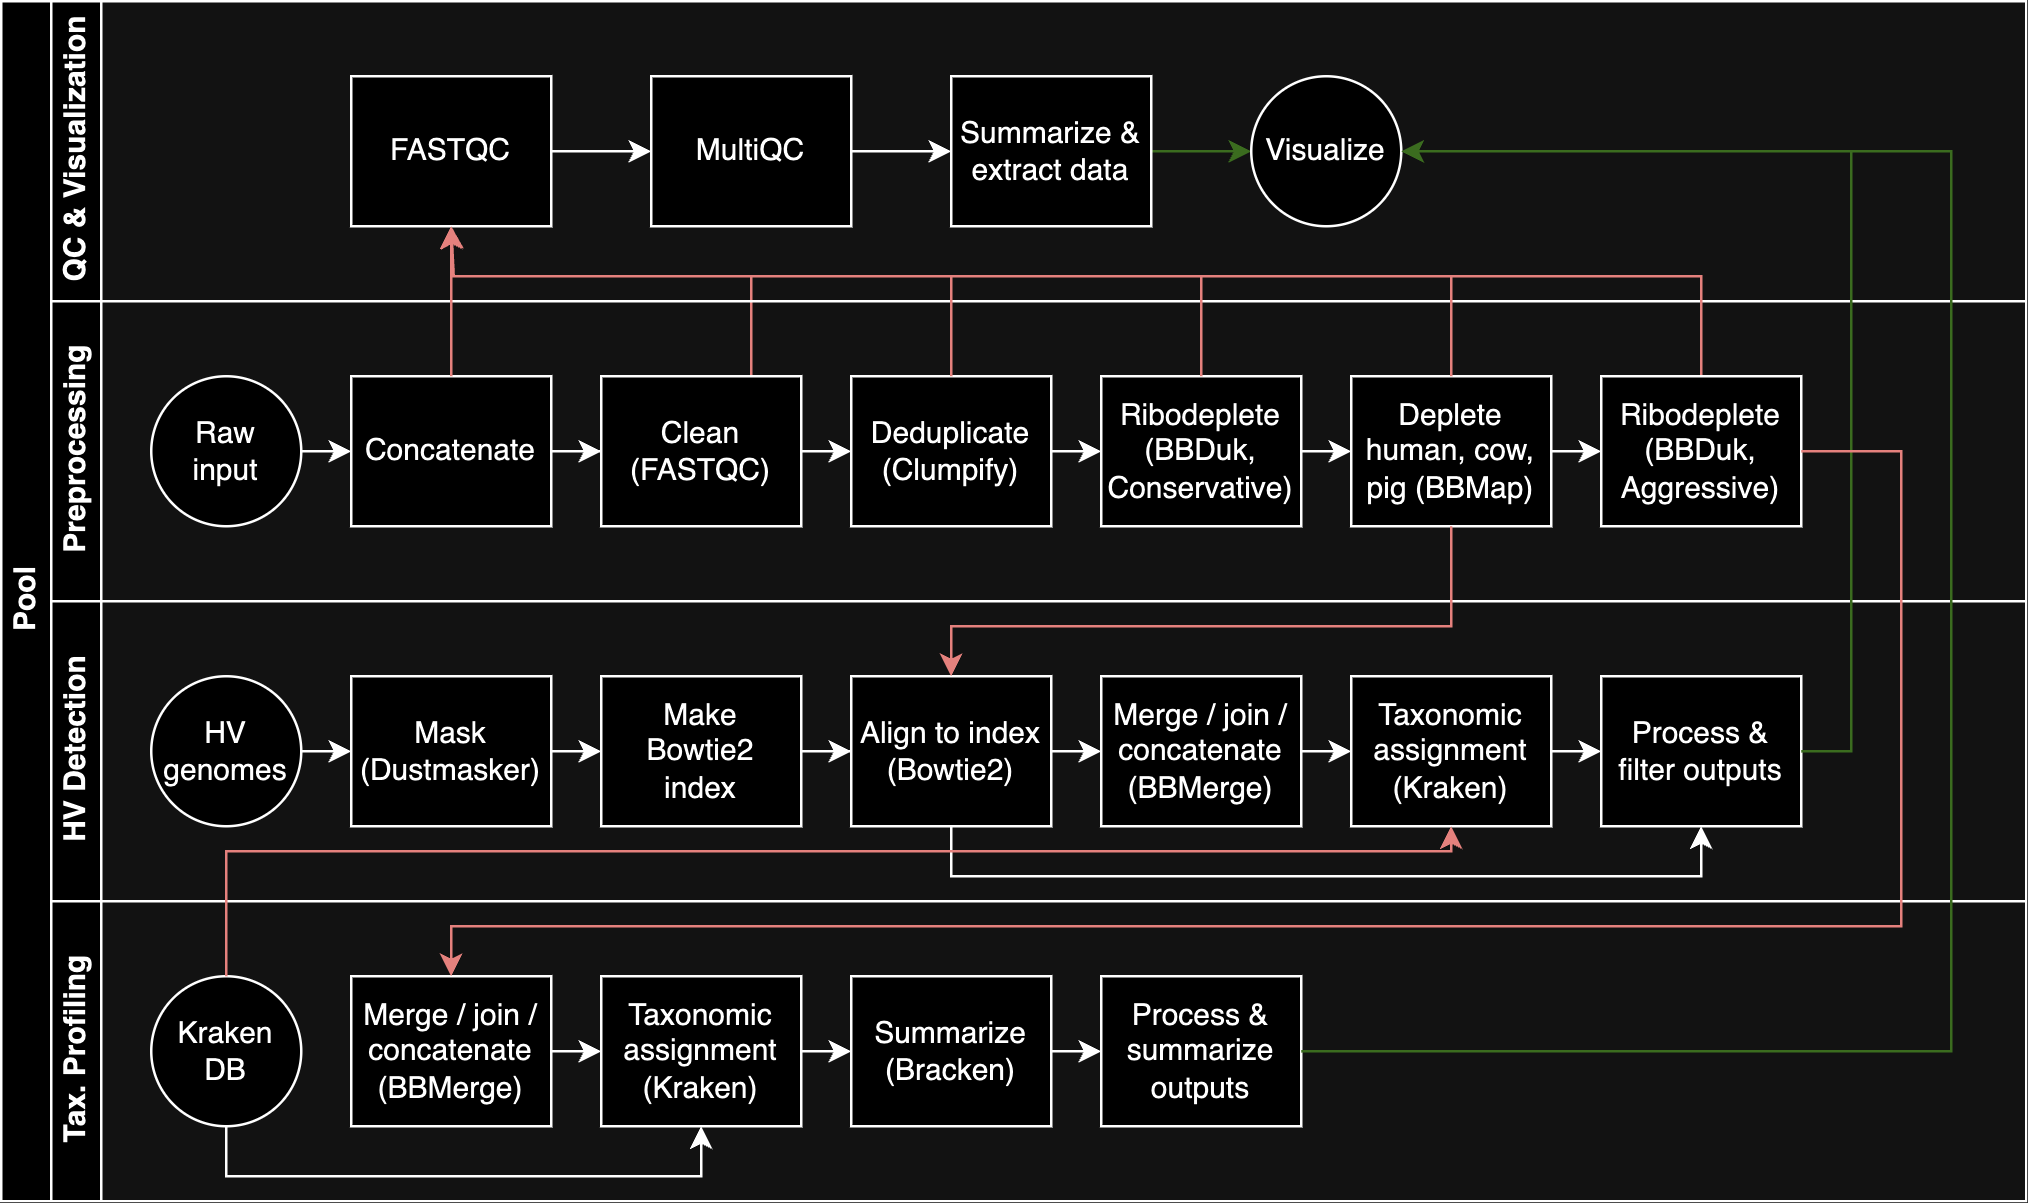 Pool
QC & Visualization
FASTQC
MultiQC
Summarize &
extract data
Visualize
Preprocessing
Raw
input
Concatenate
Clean
(FASTQC)
Deduplicate
(Clumpify)
Ribodeplete
(BBDuk,
Conservative)
Deplete
human, cow,
pig (BBMap)
Ribodeplete
(BBDuk,
Aggressive)
HV Detection
HV
genomes
Mask
(Dustmasker)
Make
Bowtie2
index
Align to index
(Bowtie2)
Merge / join /
concatenate
(BBMerge)
Taxonomic
assignment
(Kraken)
Process &
filter outputs
Tax. Profiling
Kraken
DB
Merge / join /
concatenate
(BBMerge)
Taxonomic
assignment
(Kraken)
Summarize
(Bracken)
Process &
summarize
outputs